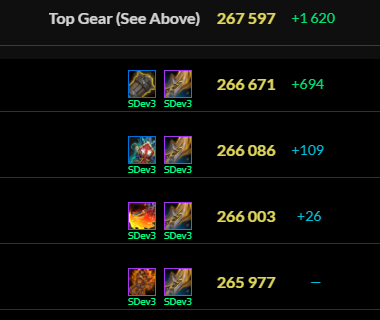 Top Gear (See Above) 267 597 +1 620
266 671 +694
SDev3 SDev3
266 086 +109
SDev3 SDev3
266 003 +26
SDev3 SDev3
265 977 —
SDev3 SDev3